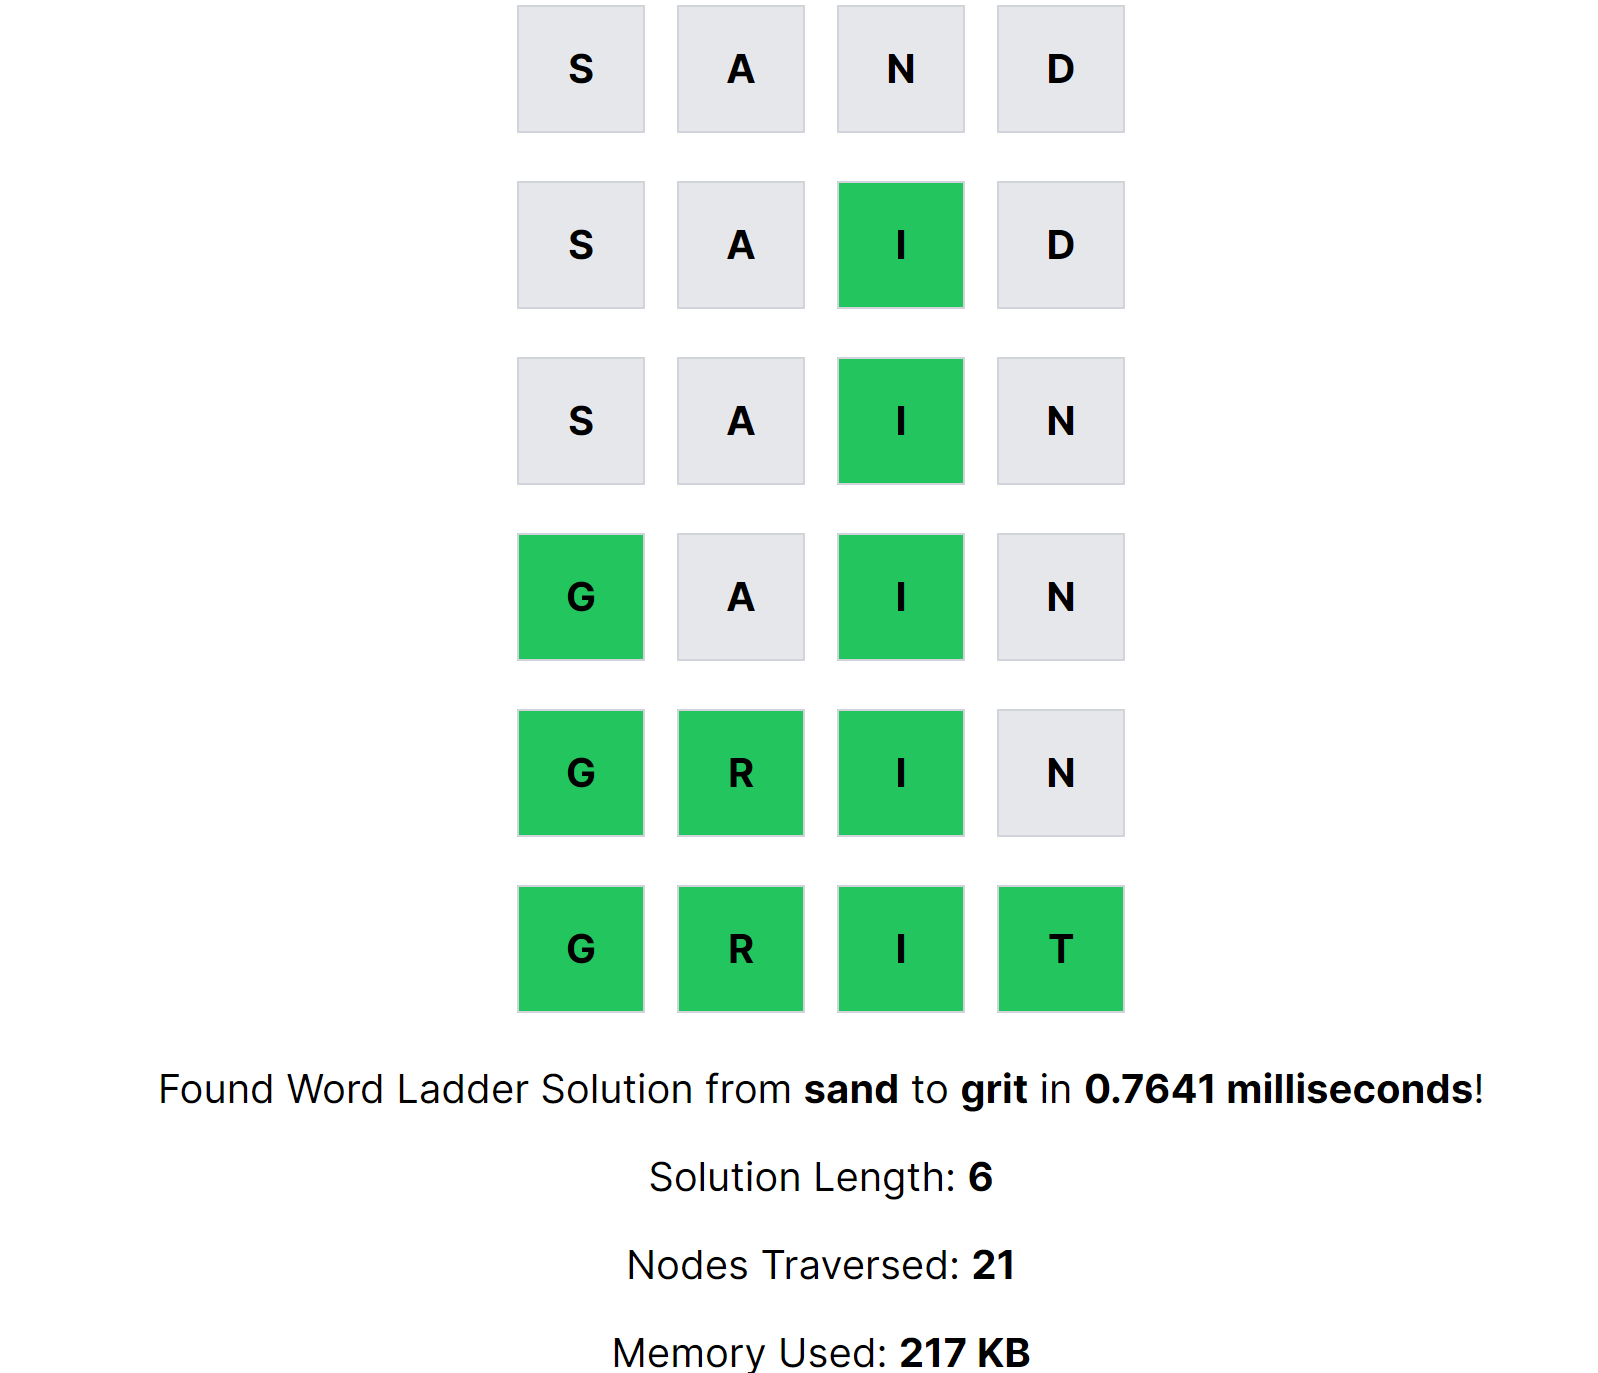 S A N D
S A I D
S A I N
G A I N
G R I N
G R I T
Found Word Ladder Solution from sand to grit in 0.7641 milliseconds!
Solution Length: 6
Nodes Traversed: 21
Memory Used: 217 KB